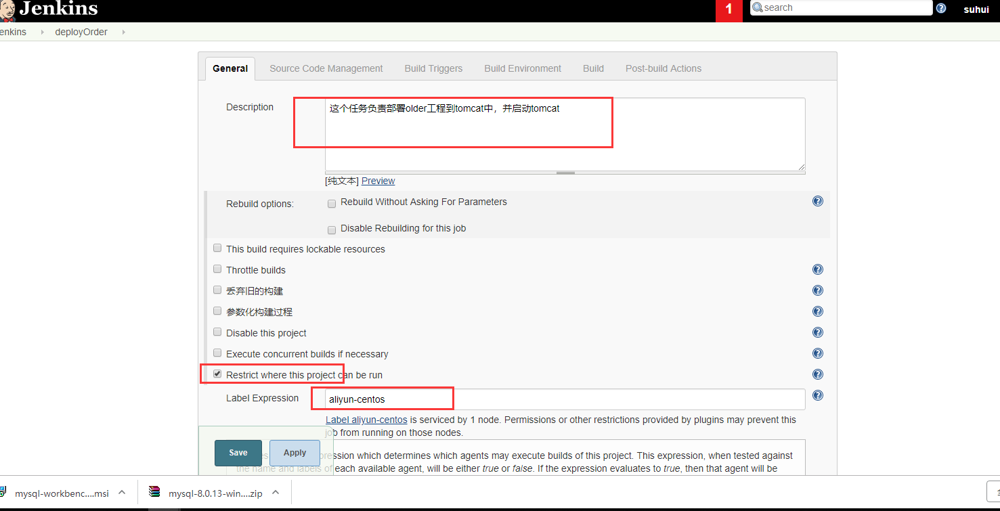 Jenkins
1
search
suhui
enkins
deployOrder
General
Source Code Management
Build Triggers
Build Environment
Build
Post-build Actions
Description
这个任务负责部署older工程到tomcat中，并启动tomcat
[纯文本] Preview
Rebuild options:
Rebuild Without Asking For Parameters
Disable Rebuilding for this job
This build requires lockable resources
Throttle builds
丢弃旧的构建
参数化构建过程
Disable this project
Execute concurrent builds if necessary
Restrict where this project can be run
Label Expression
aliyun-centos
Label aliyun-centos is serviced by 1 node. Permissions or other restrictions provided by plugins may prevent this
job from running on those nodes.
Save
Apply
ression which determines which agents may execute builds of this project. This expression, when tested against
the name and labels of each available agent, will be either true or false. If the expression evaluates to true, then that agent will be
mysql-workbenc....msi
mysql-8.0.13-win....zip